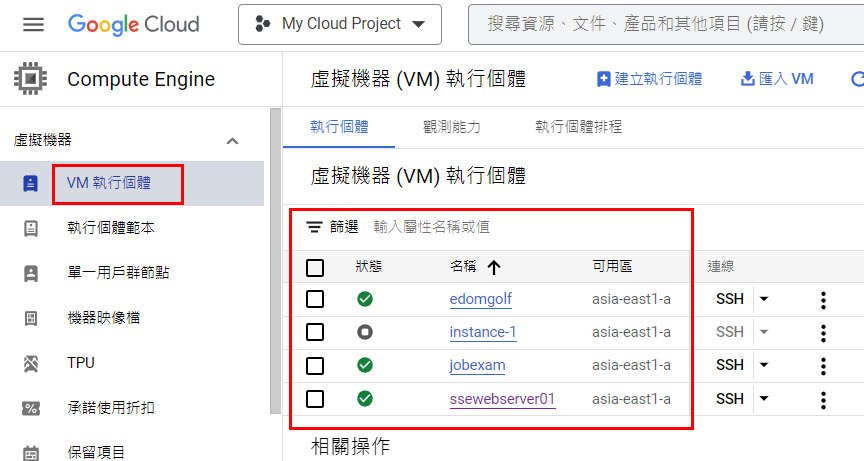 Google Cloud
My Cloud Project
搜尋資源、文件、產品和其他項目 (請按 / 鍵)
Compute Engine
虛擬機器 (VM) 執行個體
建立執行個體
匯入 VM
虛擬機器
VM 執行個體
執行個體範本
單一用戶群節點
機器映像檔
TPU
承諾使用折扣
保留項目
執行個體
觀測能力
執行個體排程
虛擬機器 (VM) 執行個體
篩選 輸入屬性名稱或值
狀態 名稱 可用區 連線
edomgolf asia-east1-a SSH
instance-1 asia-east1-a SSH
jobexam asia-east1-a SSH
ssewebserver01 asia-east1-a SSH
相關操作